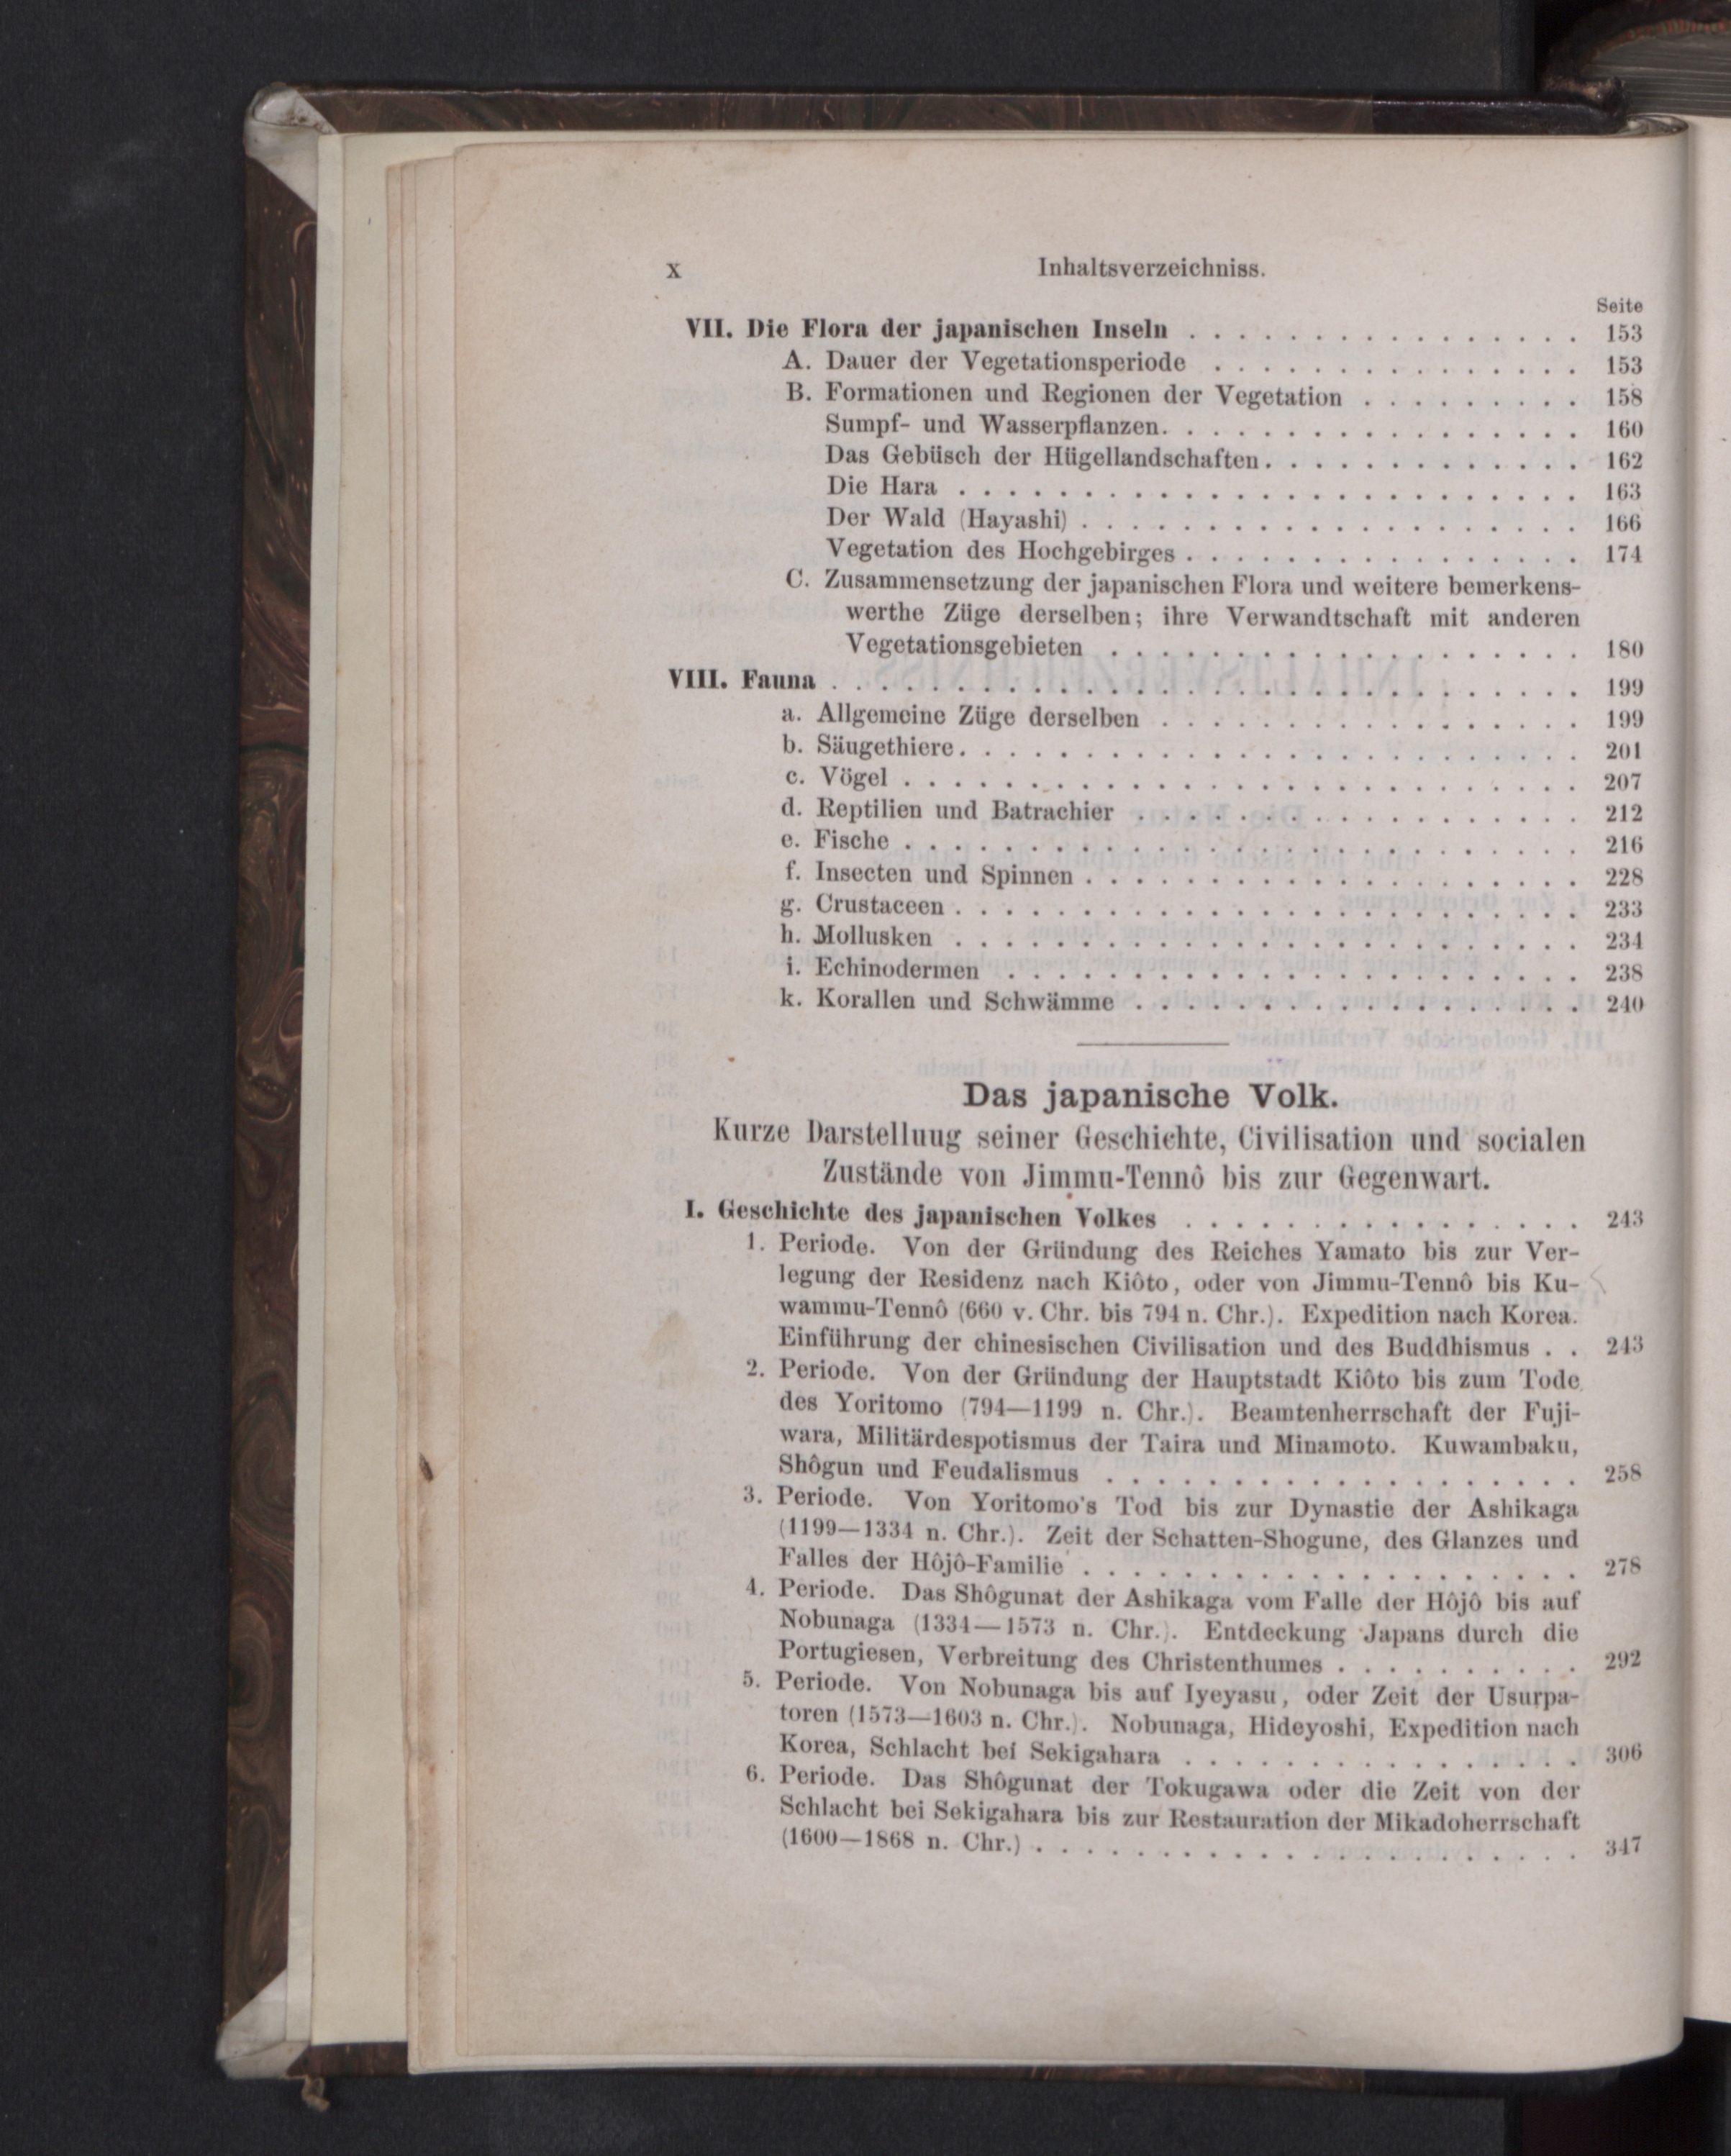 x Inhaltsverzeichniss.
Seite
VII. Die Flora der japanischen Inseln . . . . . . . . . . . . . . . . 153
A. Dauer der Vegetationsperiode . . . . . . . . . . . . . . . 153
B. Formationen und Regionen der Vegetation . . . . . . . . . 158
Sumpf- und Wasserpflanzen. . . . . . . . . . . . . . . . . 160
Das Gebüsch der Hügellandschaften. . . . . . . . . . . . . 162
Die Hara . . . . . . . . . . . . . . . . . . . . . . . . . 163
Der Wald (Hayashi) . . . . . . . . . . . . . . . . . . . . 166
Vegetation des Hochgebirges . . . . . . . . . . . . . . . . 174
C. Zusammensetzung der japanischen Flora und weitere bemerkens-
werthe Züge derselben; ihre Verwandtschaft mit anderen
Vegetationsgebieten . . . . . . . . . . . . . . . . . . . 180
VIII. Fauna . . . . . . . . . . . . . . . . . . . . . . . . . . . . . . 199
a. Allgemeine Züge derselben . . . . . . . . . . . . . . . . . 199
b. Säugethiere. . . . . . . . . . . . . . . . . . . . . . . . . 201
c. Vögel . . . . . . . . . . . . . . . . . . . . . . . . . . . 207
d. Reptilien und Batrachier . . . . . . . . . . . . . . . . . . 212
e. Fische . . . . . . . . . . . . . . . . . . . . . . . . . . . 216
f. Insecten und Spinnen . . . . . . . . . . . . . . . . . . . . 228
g. Crustaceen . . . . . . . . . . . . . . . . . . . . . . . . . 233
h. Mollusken . . . . . . . . . . . . . . . . . . . . . . . . . 234
i. Echinodermen . . . . . . . . . . . . . . . . . . . . . . . 238
k. Korallen und Schwämme . . . . . . . . . . . . . . . . . . 240
Das japanische Volk.
Kurze Darstelluug seiner Geschichte, Civilisation und socialen
Zustände von Jimmu-Tennô bis zur Gegenwart.
I. Geschichte des japanischen Volkes . . . . . . . . . . . . . . . . 243
1. Periode. Von der Gründung des Reiches Yamato bis zur Ver-
legung der Residenz nach Kiôto, oder von Jimmu-Tennô bis Ku-
wammu-Tennô (660 v. Chr. bis 794 n. Chr.). Expedition nach Korea.
Einführung der chinesischen Civilisation und des Buddhismus . . 243
2. Periode. Von der Gründung der Hauptstadt Kiôto bis zum Tode
des Yoritomo (794—1199 n. Chr.). Beamtenherrschaft der Fuji-
wara, Militärdespotismus der Taira und Minamoto. Kuwambaku,
Shôgun und Feudalismus . . . . . . . . . . . . . . . . . . . 258
3. Periode. Von Yoritomo's Tod bis zur Dynastie der Ashikaga
(1199—1334 n. Chr.). Zeit der Schatten-Shogune, des Glanzes und
Falles der Hôjô-Familie . . . . . . . . . . . . . . . . . . . . 278
4. Periode. Das Shôgunat der Ashikaga vom Falle der Hôjô bis auf
Nobunaga (1334—1573 n. Chr.). Entdeckung Japans durch die
Portugiesen, Verbreitung des Christenthumes . . . . . . . . . . 292
5. Periode. Von Nobunaga bis auf Iyeyasu, oder Zeit der Usurpa-
toren (1573—1603 n. Chr.). Nobunaga, Hideyoshi, Expedition nach
Korea, Schlacht bei Sekigahara . . . . . . . . . . . . . . . . 306
6. Periode. Das Shôgunat der Tokugawa oder die Zeit von der
Schlacht bei Sekigahara bis zur Restauration der Mikadoherrschaft
(1600—1868 n. Chr.) . . . . . . . . . . . . . . . . . . . . . . 347